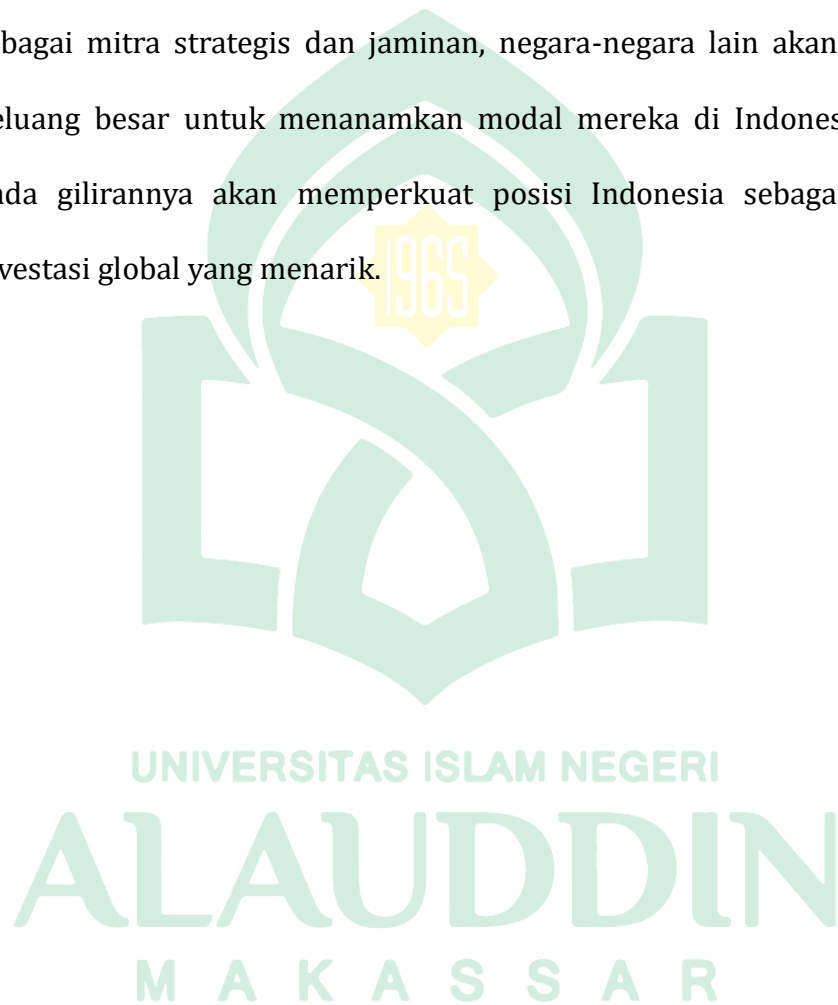 bagai mitra strategis dan jaminan, negara-negara lain akan
eluang besar untuk menanamkan modal mereka di Indones
da gilirannya akan memperkuat posisi Indonesia sebaga
vestasi global yang menarik.
1965
UNIVERSITAS ISLAM NEGERI
ALAUDDIN
MAKASSAR